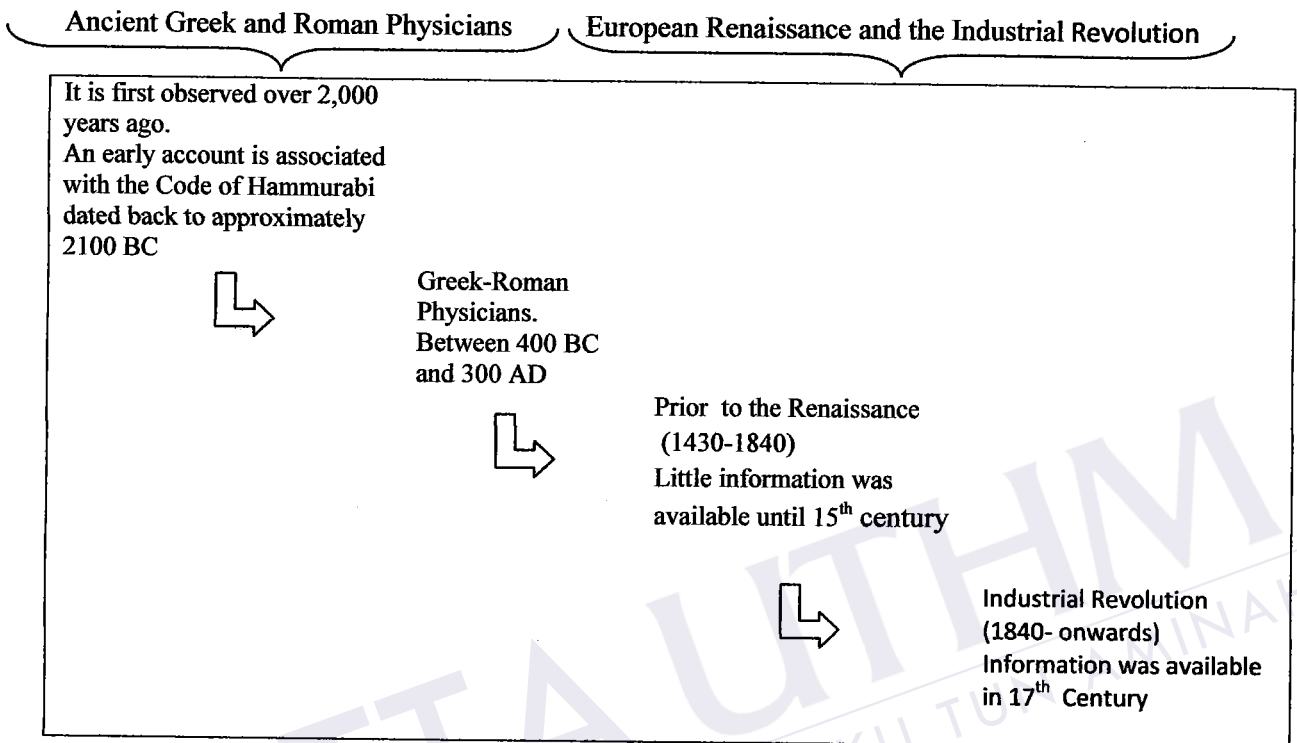 Ancient Greek and Roman Physicians
European Renaissance and the Industrial Revolution
It is first observed over 2,000
years ago.
An early account is associated
with the Code of Hammurabi
dated back to approximately
2100 BC
Greek-Roman
Physicians.
Between 400 BC
and 300 AD
Prior to the Renaissance
(1430-1840)
Little information was
available until 15th century
Industrial Revolution
(1840- onwards)
Information was available
in 17th Century
UTHM
TUN AMINAH